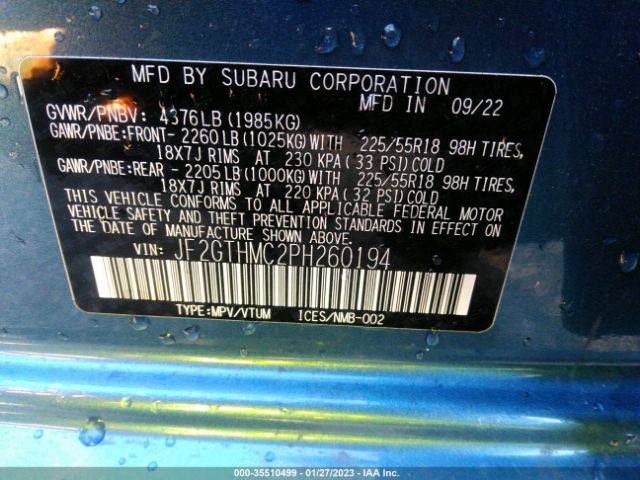 MFD BY SUBARU CORPORATION
MFD IN 09/22
GVWR/PNBV: 4376LB (1985KG)
GAWR/PNBE:FRONT- 2260LB(1025KG)WITH 225/55R18 98H TIRES,
18X7J RIMS AT 230 KPA(33 PSI)COLD
GAWR/PNBE:REAR - 2205LB(1000KG)WITH 225/55R18 98H TIRES,
18X7J RIMS AT 220 KPA(32 PSI)COLD
THIS VEHICLE CONFORMS TO ALL APPLICABLE FEDERAL MOTOR
VEHICLE SAFETY AND THEFT PREVENTION STANDARDS IN EFFECT ON
THE DATE OF MANUFACTURE SHOWN ABOVE.
VIN: JF2GTHMC2PH260194
TYPE:MPV/VTUM ICES/NMB-002
000-35510499 - 01/27/2023 - IAA Inc.